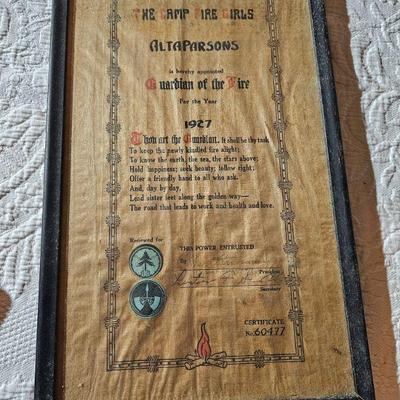 THE CAMP FIRE GIRLS
ALTA PARSONS
is hereby appointed
Guardian of the Fire
For the Year
1927
Thou art the Guardian. It shall be thy task
To keep the newly kindled fire alight;
To know the earth, the sea, the stars above;
Hold happiness; seek beauty; follow right;
Offer a friendly hand to all who ask.
And, day by day,
Lead sister feet along the golden way—
The road that leads to work and health and love.
Renewed for
THIS POWER ENTRUSTED
By
President
Secretary
CERTIFICATE
No. 60477